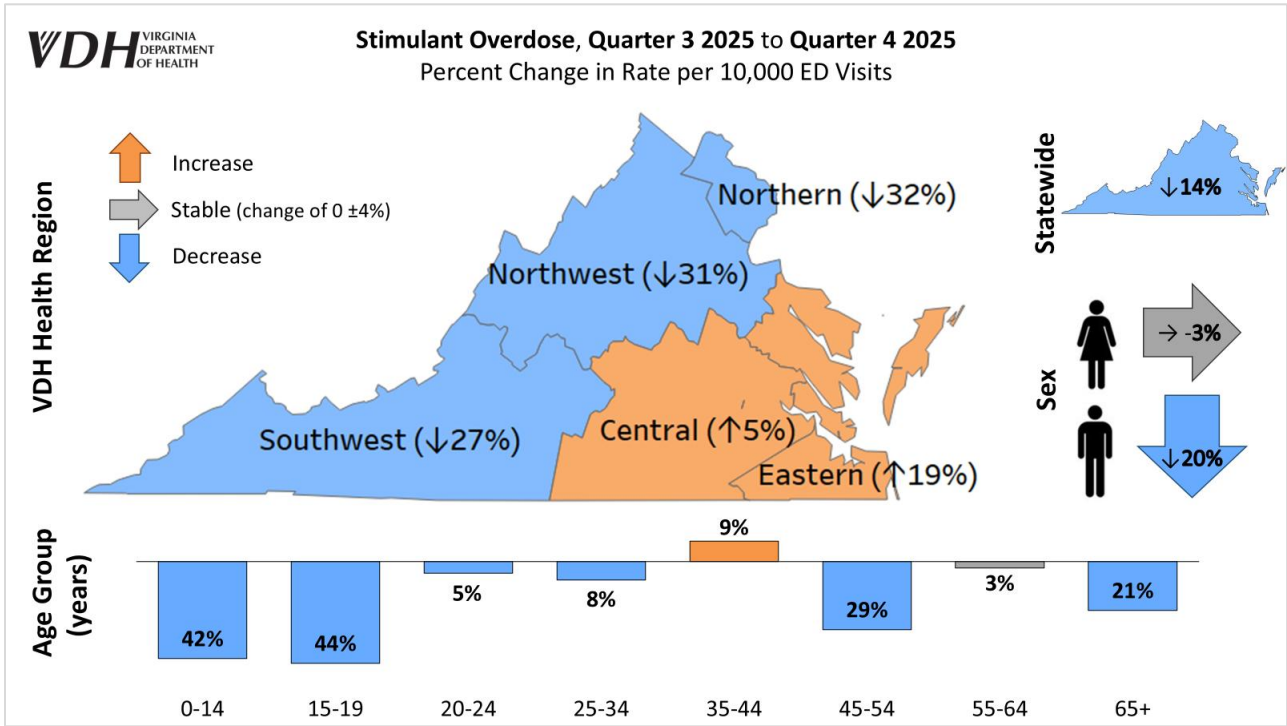 VDH VIRGINIA
DEPARTMENT
OF HEALTH
Stimulant Overdose, Quarter 3 2025 to Quarter 4 2025
Percent Change in Rate per 10,000 ED Visits
VDH Health Region
Increase
Stable (change of 0 ±4%)
Decrease
Northern (↓32%)
Northwest (↓31%)
Southwest (↓27%)
Central (↑5%)
Eastern (↑19%)
Statewide
↓14%
Sex
→ -3%
↓20%
Age Group
(years)
42%
44%
5%
8%
9%
29%
3%
21%
0-14
15-19
20-24
25-34
35-44
45-54
55-64
65+